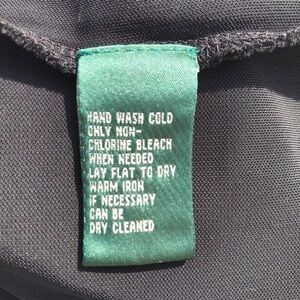 HAND WASH COLD
ONLY NON-
CHLORINE BLEACH
WHEN NEEDED
LAY FLAT TO DRY
WARM IRON
IF NECESSARY
CAN BE
DRY CLEANED